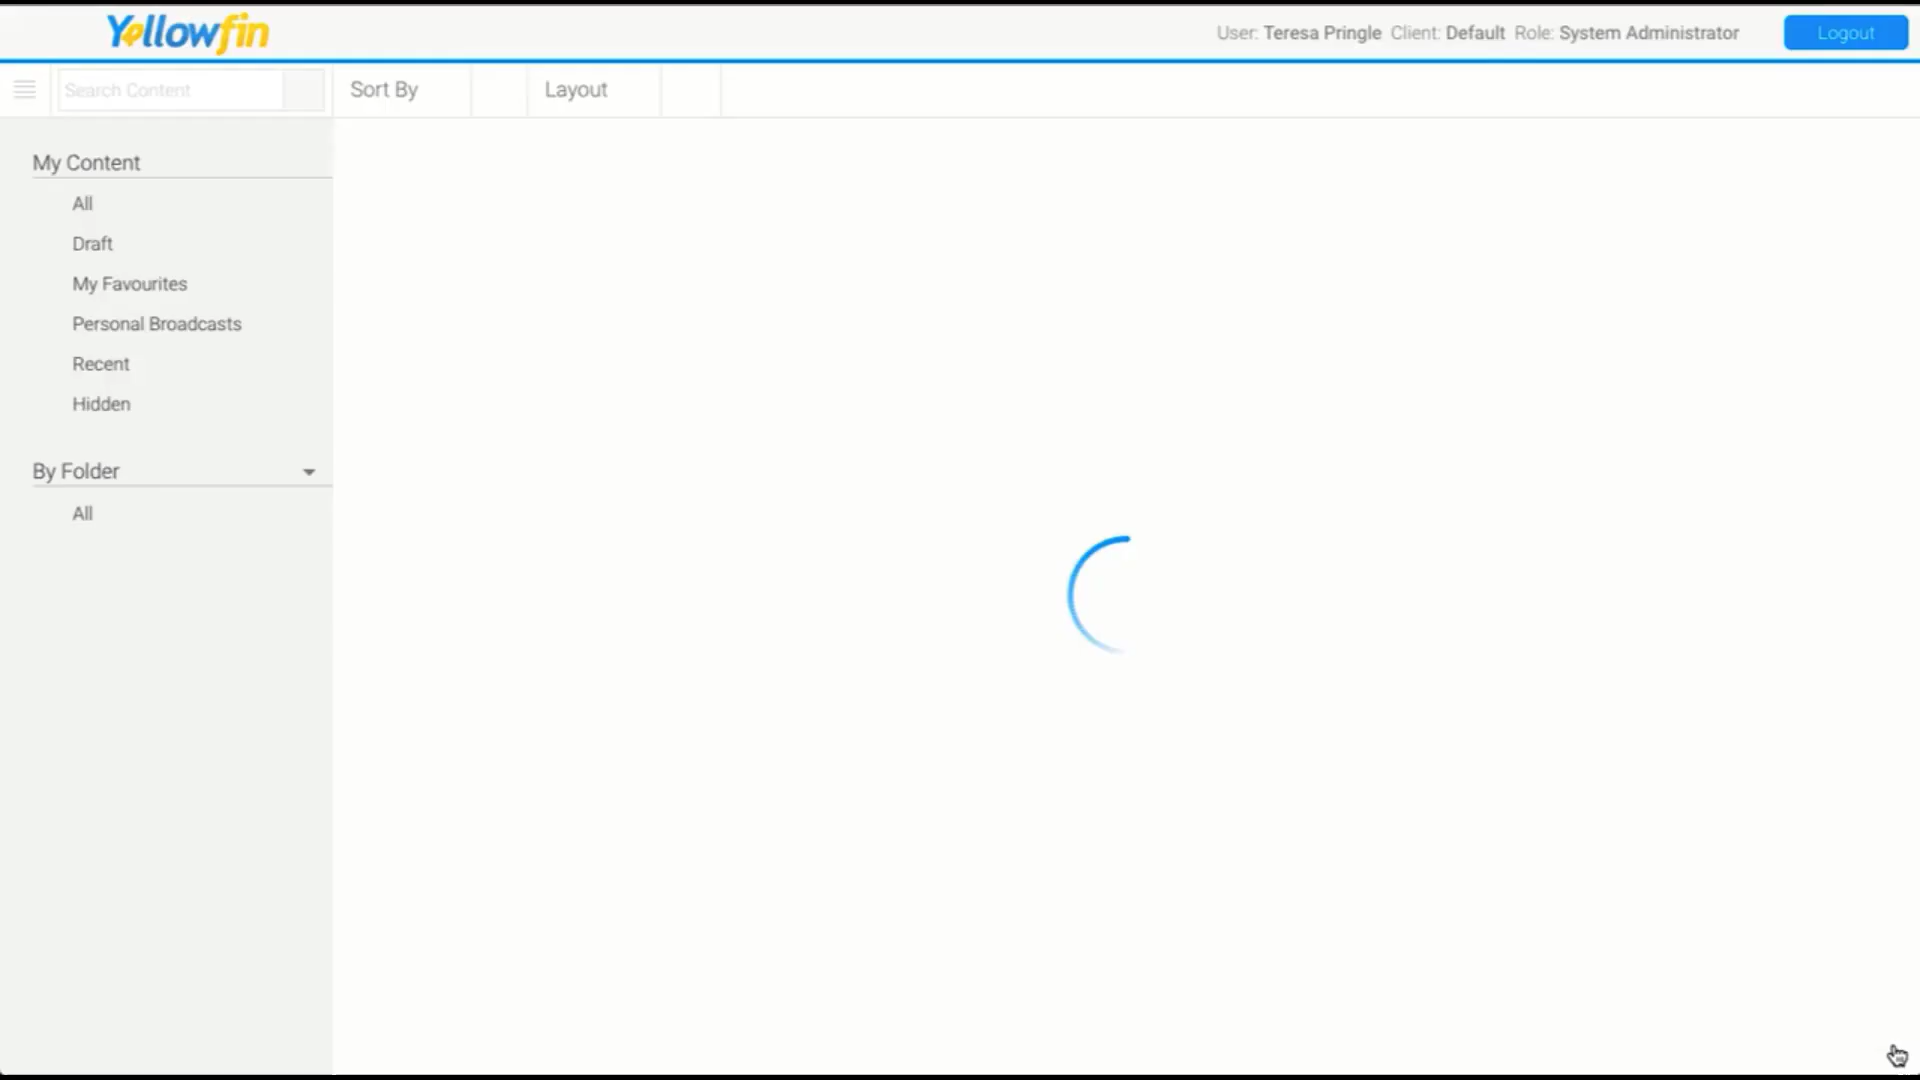 Yellowfin
User: Teresa Pringle Client: Default Role: System Administrator
Logout
Search Content
Sort By
Layout
My Content
All
Draft
My Favourites
Personal Broadcasts
Recent
Hidden
By Folder
All